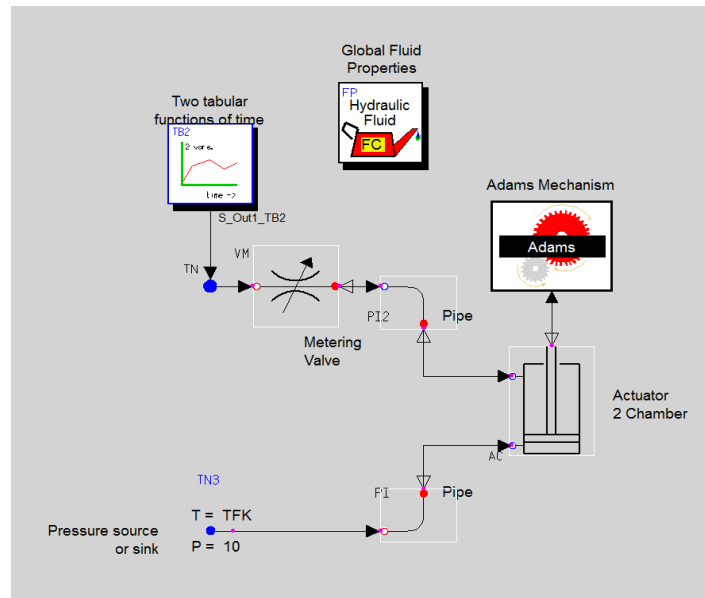 Global Fluid
Properties
FP
Hydraulic
Fluid
FC
Two tabular
functions of time
TB2
2 vars.
time ->
S_Out1_TB2
Adams Mechanism
Adams
TN
VM
Metering
Valve
PI2
Pipe
Actuator
2 Chamber
AC
TN3
T = TFK
P = 10
Pressure source
or sink
PI
Pipe